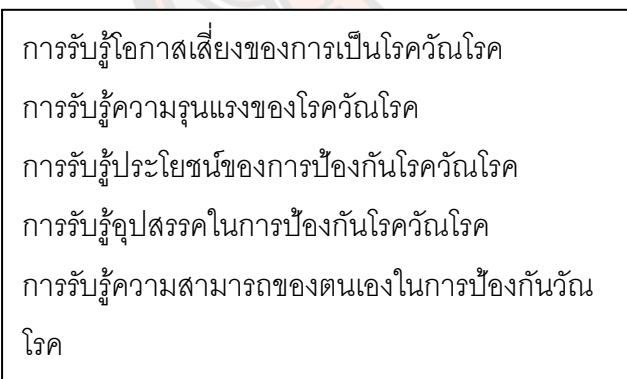 การรับรู้โอกาสเสี่ยงของการเป็นโรควัณโรค
การรับรู้ความรุนแรงของโรควัณโรค
การรับรู้ประโยชน์ของการป้องกันโรควัณโรค
การรับรู้อุปสรรคในการป้องกันโรควัณโรค
การรับรู้ความสามารถของตนเองในการป้องกันวัณ
โรค